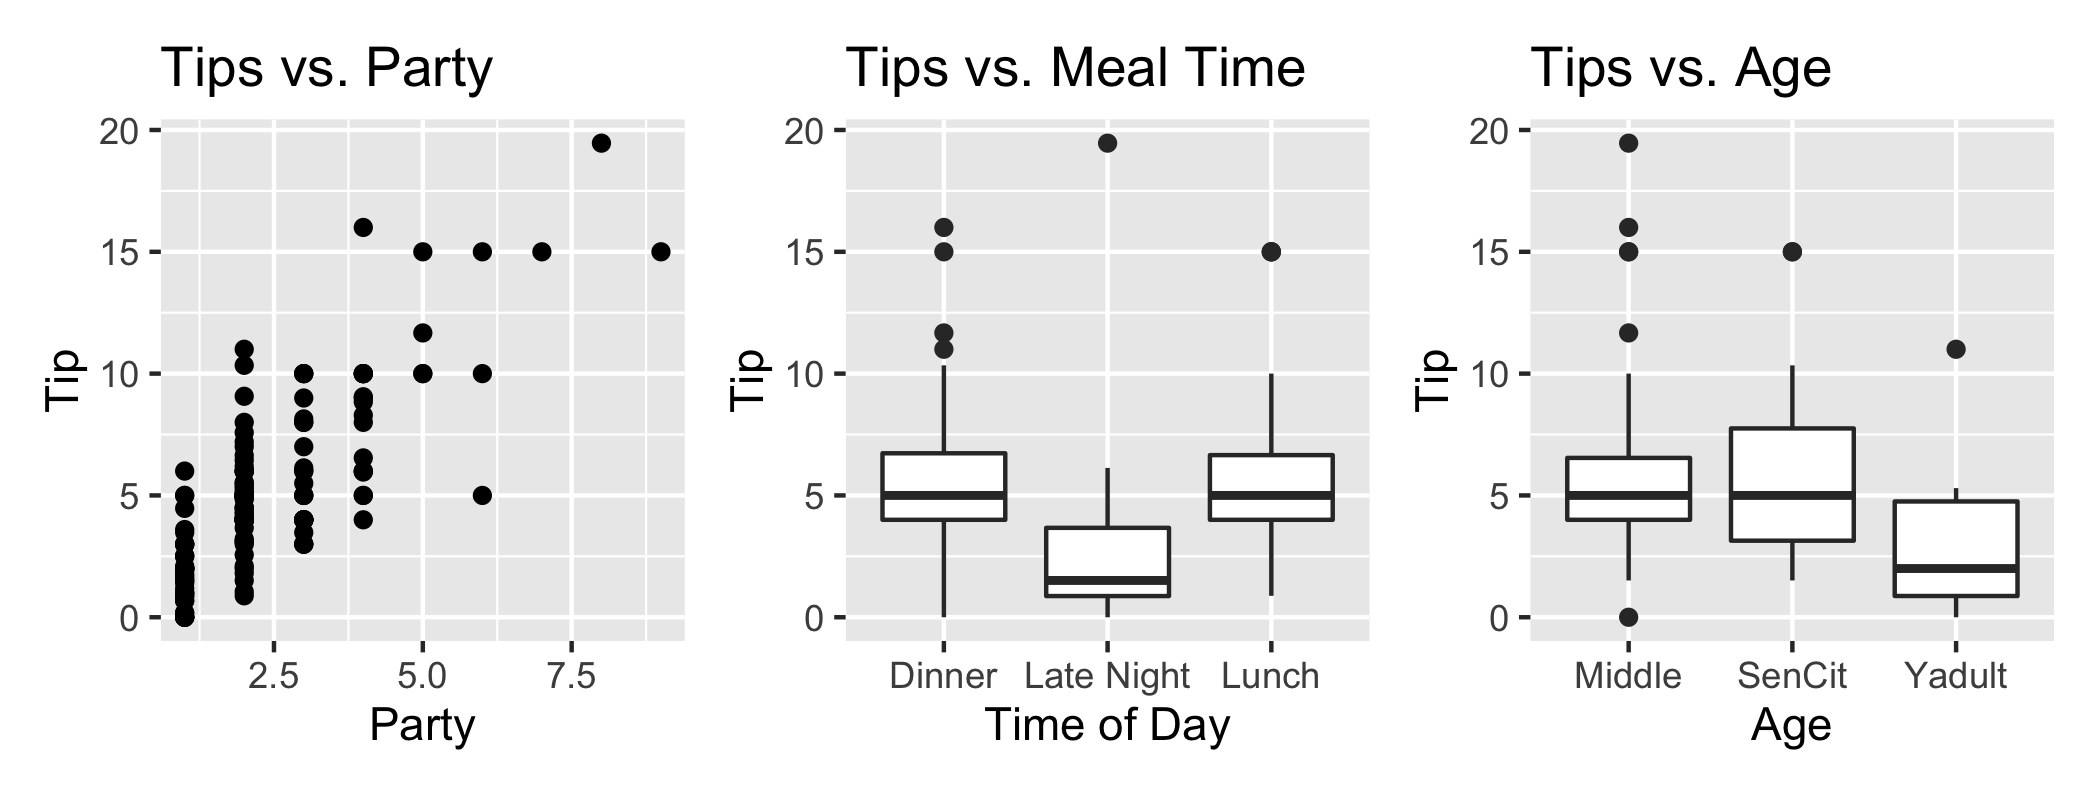 Tips vs. Party
20
15
10
5
0
Tip
2.5 5.0 7.5
Party
Tips vs. Meal Time
20
15
10
5
0
Tip
Dinner Late Night Lunch
Time of Day
Tips vs. Age
20
15
10
5
0
Tip
Middle SenCit Yadult
Age